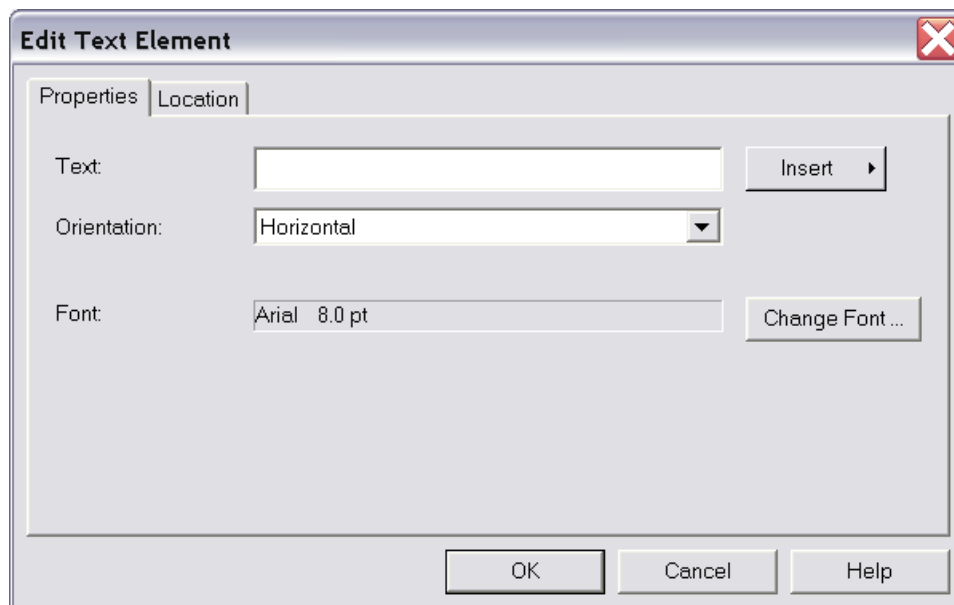 Edit Text Element
Properties Location
Text: Insert
Orientation: Horizontal
Font: Arial 8.0 pt Change Font ...
OK Cancel Help